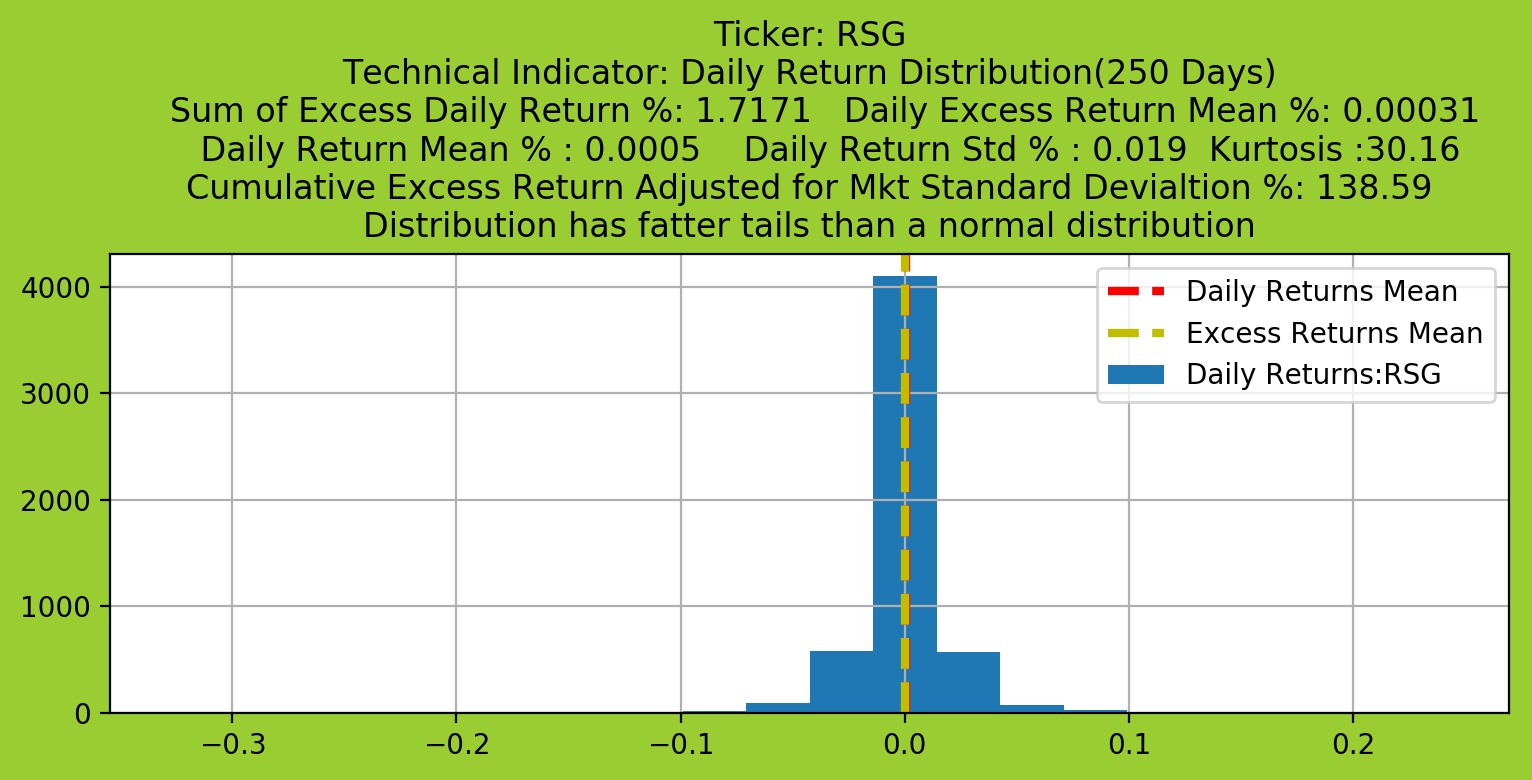 Ticker: RSG
Technical Indicator: Daily Return Distribution(250 Days)
Sum of Excess Daily Return %: 1.7171   Daily Excess Return Mean %: 0.00031
Daily Return Mean % : 0.0005    Daily Return Std % : 0.019  Kurtosis :30.16
Cumulative Excess Return Adjusted for Mkt Standard Devialtion %: 138.59
Distribution has fatter tails than a normal distribution
4000
3000
2000
1000
0
Daily Returns Mean
Excess Returns Mean
Daily Returns:RSG
−0.3 −0.2 −0.1 0.0 0.1 0.2